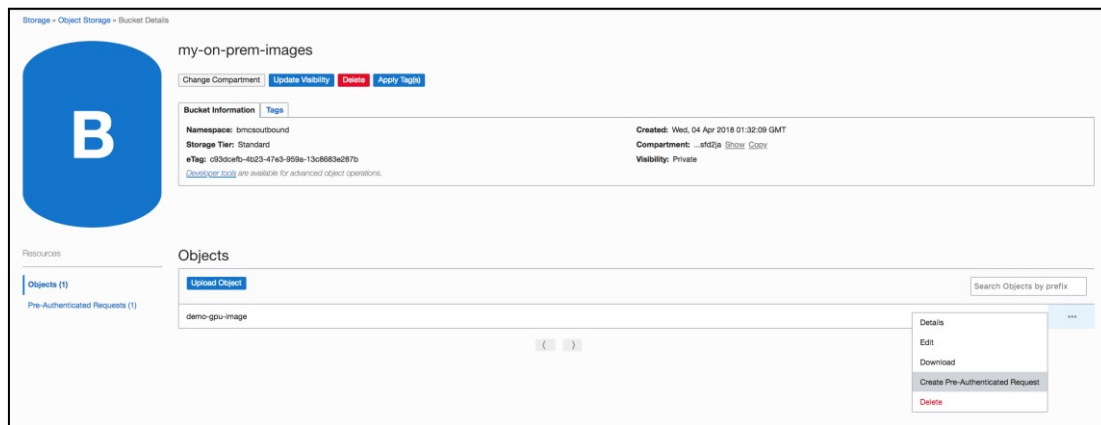 Storage » Object Storage » Bucket Details
B
my-on-prem-images
Change Compartment Update Visibility Delete Apply Tag(s)
Bucket Information Tags
Namespace: bmcsoutbound
Storage Tier: Standard
eTag: c93dcefb-4b23-47e3-959a-13c8683e287b
Developer tools are available for advanced object operations.
Created: Wed, 04 Apr 2018 01:32:09 GMT
Compartment: ...sfd2ja Show Copy
Visibility: Private
Resources
Objects (1)
Pre-Authenticated Requests (1)
Objects
Upload Object
Search Objects by prefix
demo-gpu-image
Details
Edit
Download
Create Pre-Authenticated Request
Delete